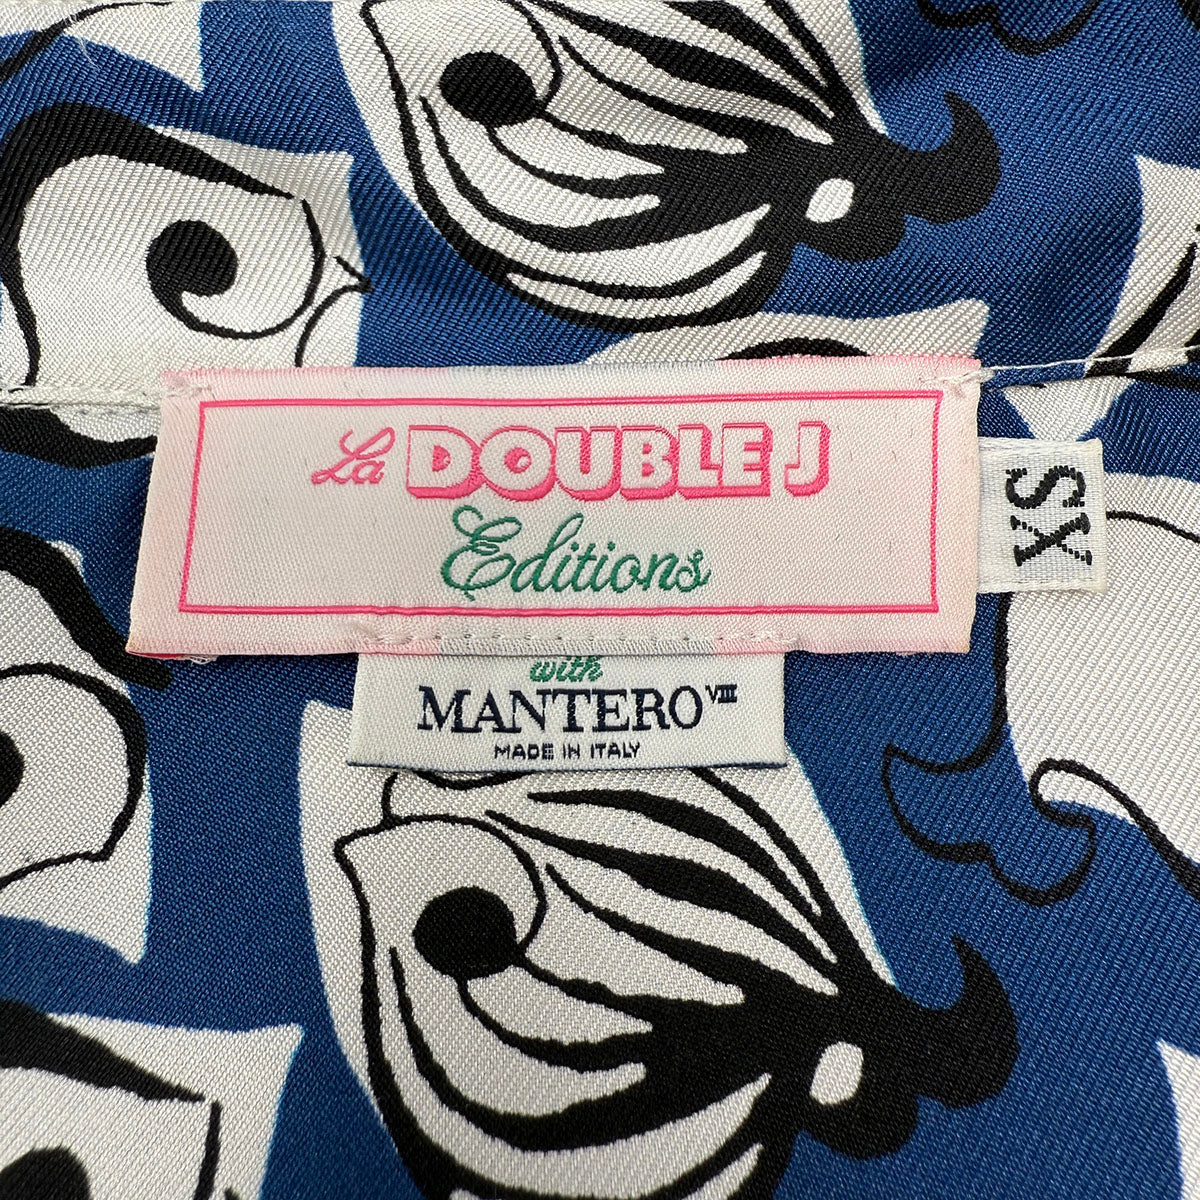 La DOUBLE J
Editions
XS
with
MANTERO VIII
MADE IN ITALY